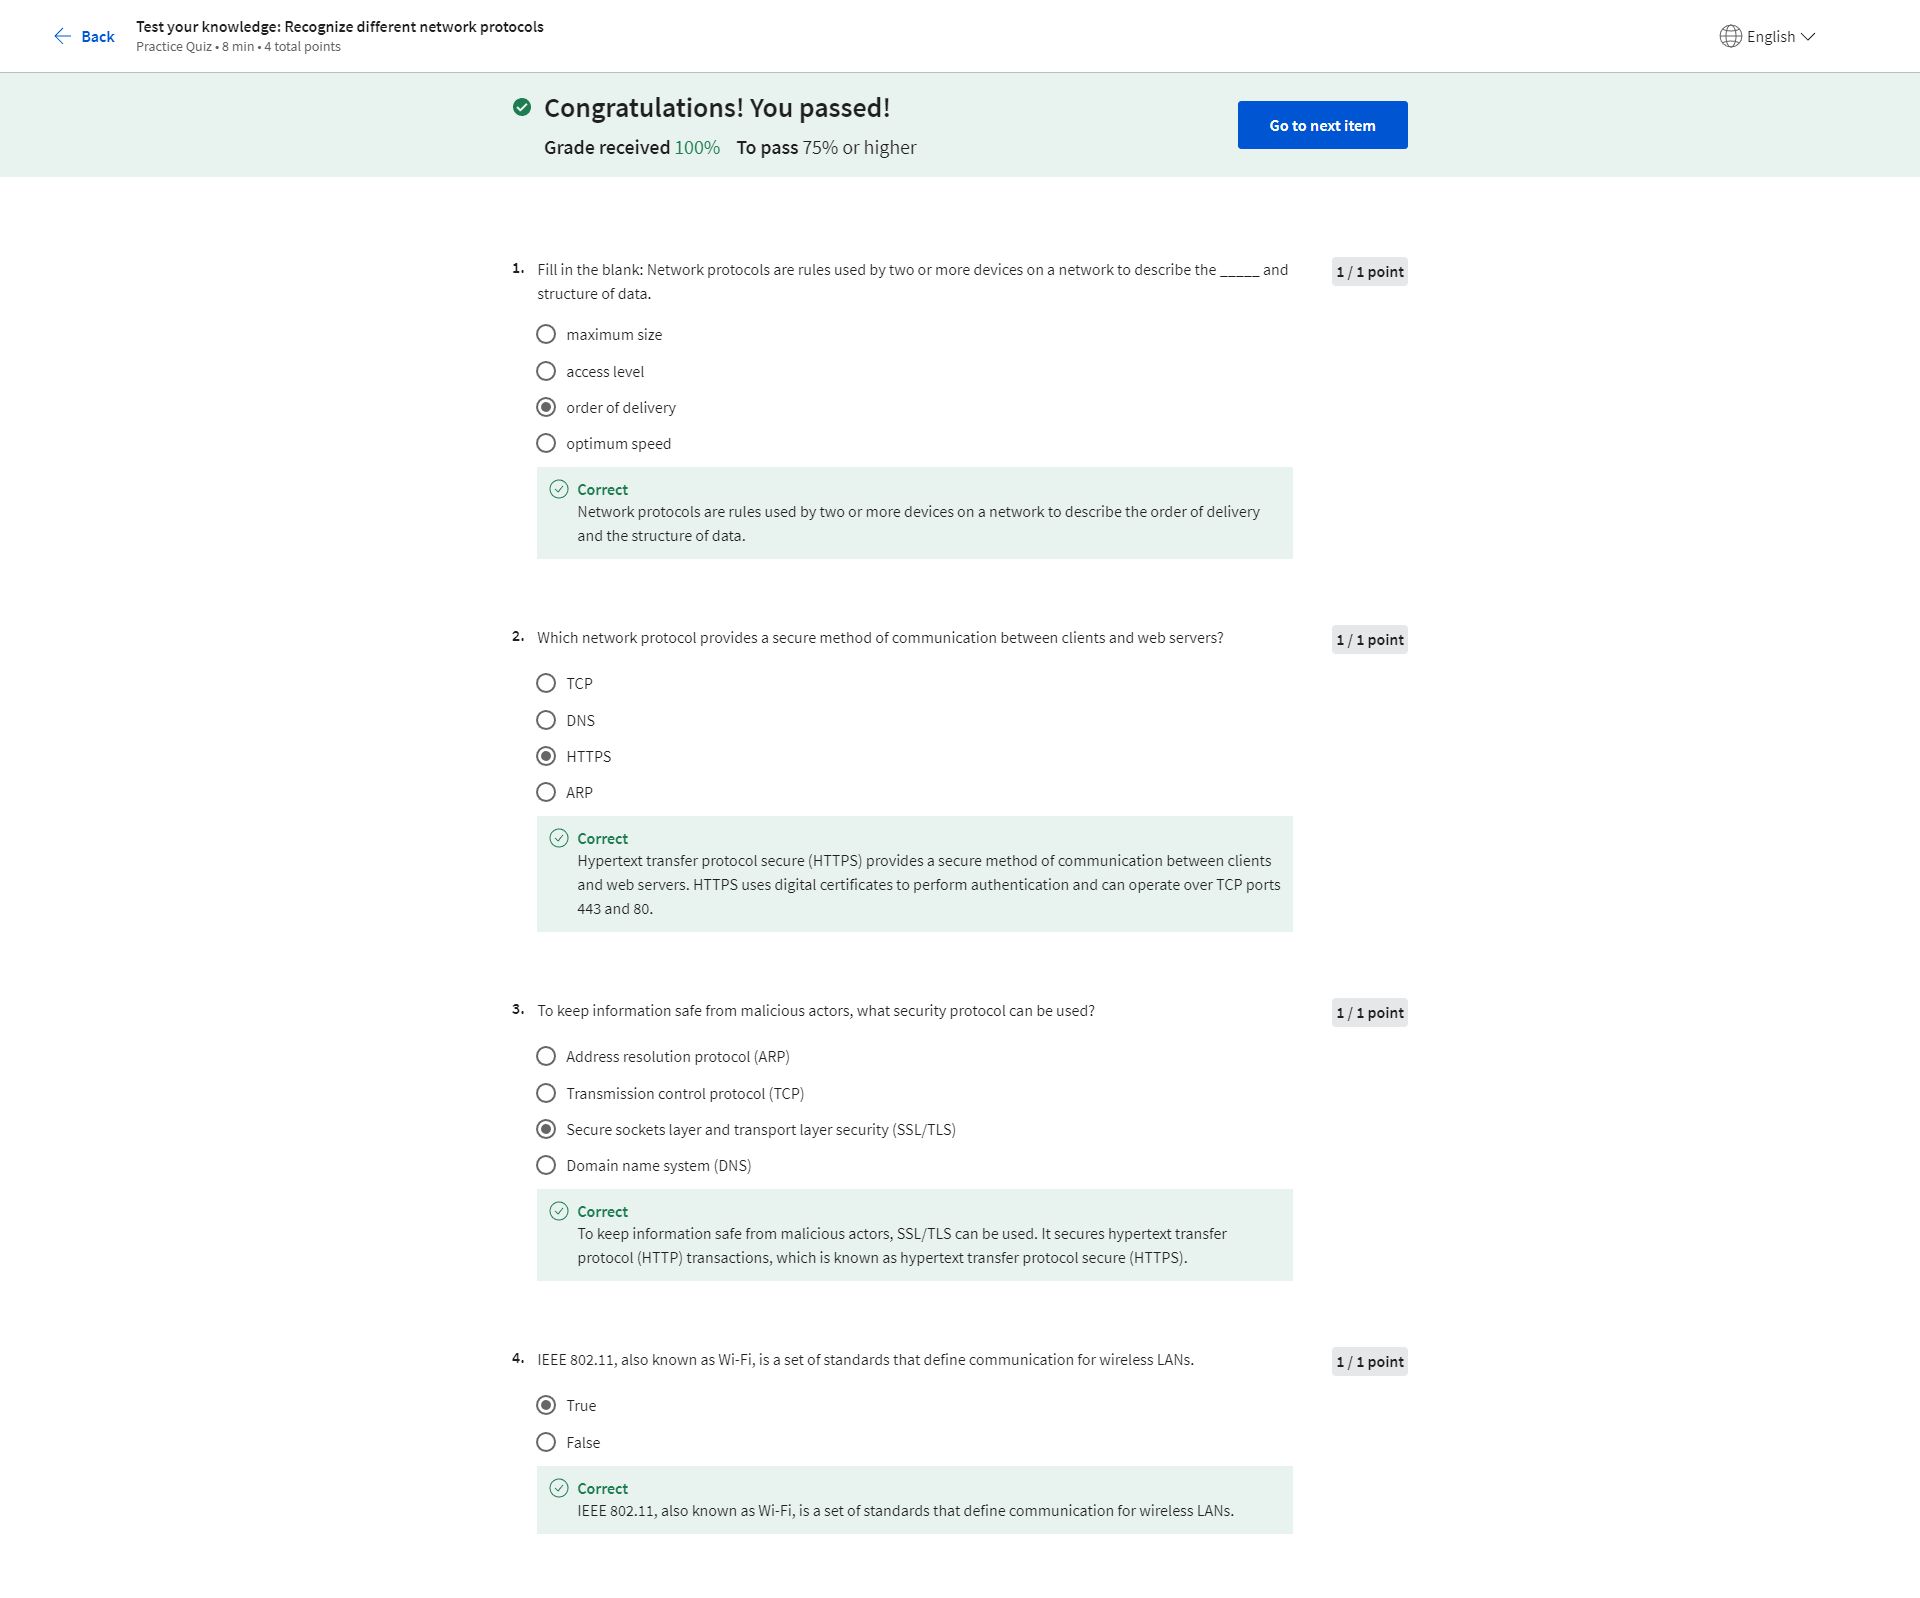 Back
Test your knowledge: Recognize different network protocols
Practice Quiz • 8 min • 4 total points
English
Congratulations! You passed!
Grade received 100% To pass 75% or higher
Go to next item
1. Fill in the blank: Network protocols are rules used by two or more devices on a network to describe the _____ and
structure of data.
1 / 1 point
maximum size
access level
order of delivery
optimum speed
Correct
Network protocols are rules used by two or more devices on a network to describe the order of delivery
and the structure of data.
2. Which network protocol provides a secure method of communication between clients and web servers?
1 / 1 point
TCP
DNS
HTTPS
ARP
Correct
Hypertext transfer protocol secure (HTTPS) provides a secure method of communication between clients
and web servers. HTTPS uses digital certificates to perform authentication and can operate over TCP ports
443 and 80.
3. To keep information safe from malicious actors, what security protocol can be used?
1 / 1 point
Address resolution protocol (ARP)
Transmission control protocol (TCP)
Secure sockets layer and transport layer security (SSL/TLS)
Domain name system (DNS)
Correct
To keep information safe from malicious actors, SSL/TLS can be used. It secures hypertext transfer
protocol (HTTP) transactions, which is known as hypertext transfer protocol secure (HTTPS).
4. IEEE 802.11, also known as Wi-Fi, is a set of standards that define communication for wireless LANs.
1 / 1 point
True
False
Correct
IEEE 802.11, also known as Wi-Fi, is a set of standards that define communication for wireless LANs.